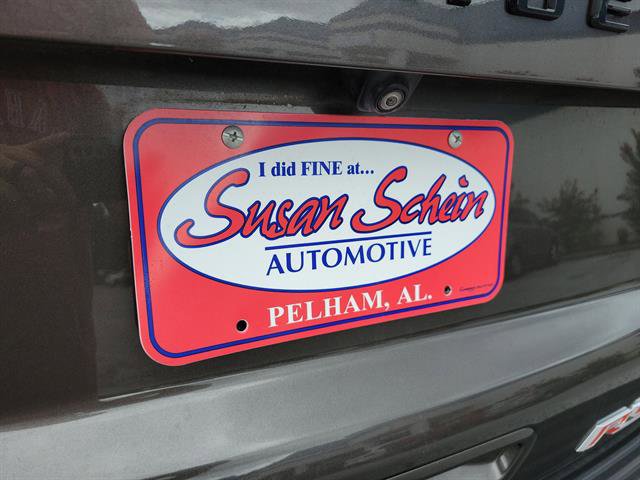 I did FINE at...
Susan Schein
AUTOMOTIVE
PELHAM, AL.